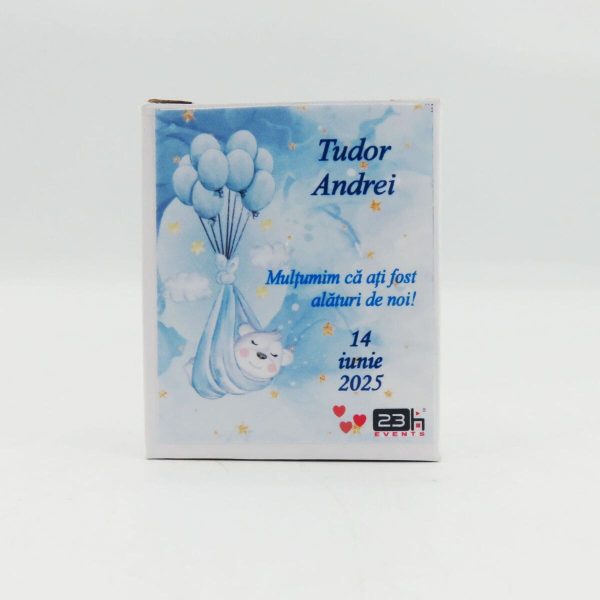 Tudor
Andrei
Mulțumim că ați fost
alături de noi!
14
iunie
2025
23h
EVENTS